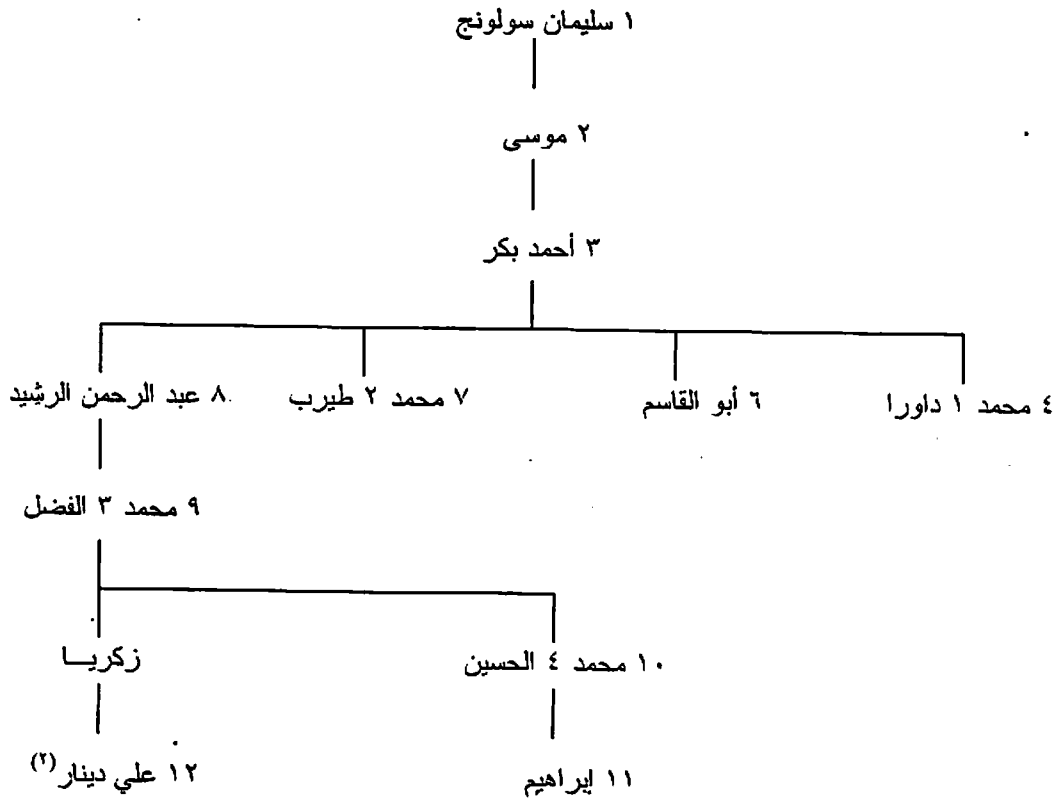 ١ سليمان سولونج
٢ موسى
٣ أحمد بكر
٤ محمد ١ داورا ٦ أبو القاسم ٧ محمد ٢ طيرب ٨ عبد الرحمن الرشيد
٩ محمد ٣ الفضل
١٠ محمد ٤ الحسين زكريــا
١١ إبراهيم ١٢ علي دينار (٢)